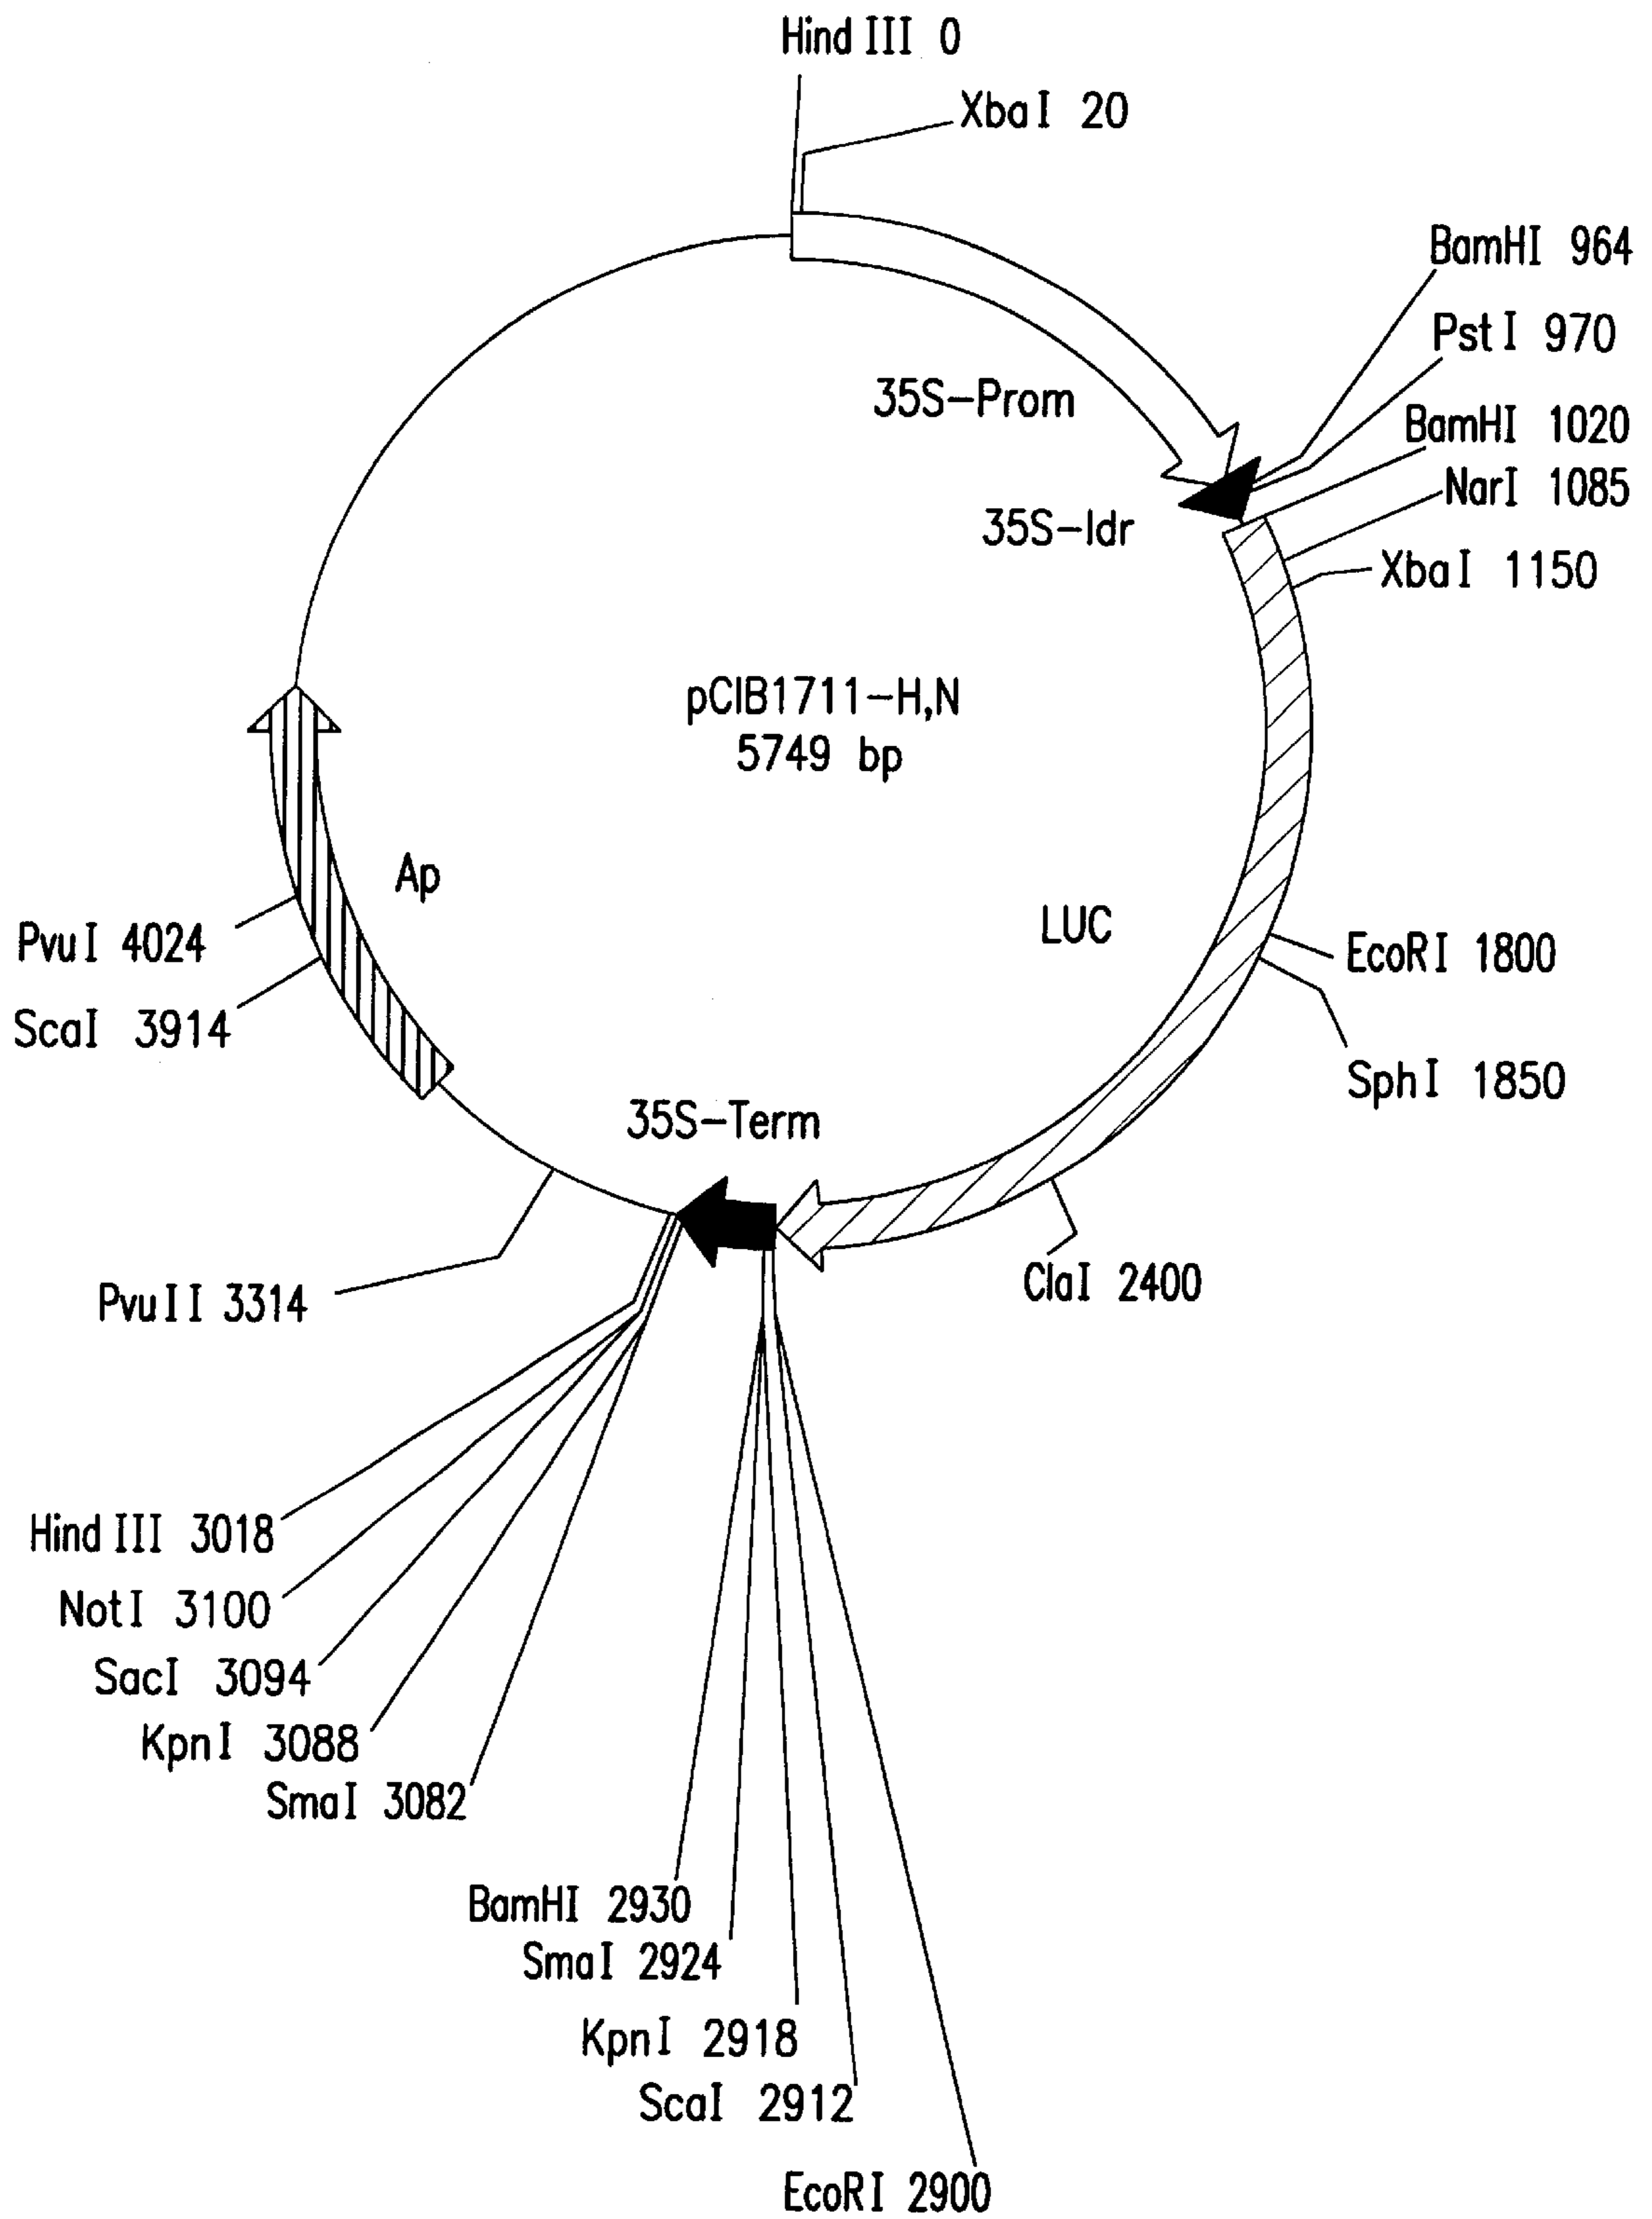 Hind III 0
XbaI 20
BamHI 964
PstI 970
35S-Prom
BamHI 1020
NarI 1085
35S-ldr
XbaI 1150
pCIB1711-H,N
5749 bp
Ap
LUC
PvuI 4024
EcoRI 1800
ScaI 3914
SphI 1850
35S-Term
ClaI 2400
PvuII 3314
Hind III 3018
NotI 3100
SacI 3094
KpnI 3088
SmaI 3082
BamHI 2930
SmaI 2924
KpnI 2918
ScaI 2912
EcoRI 2900